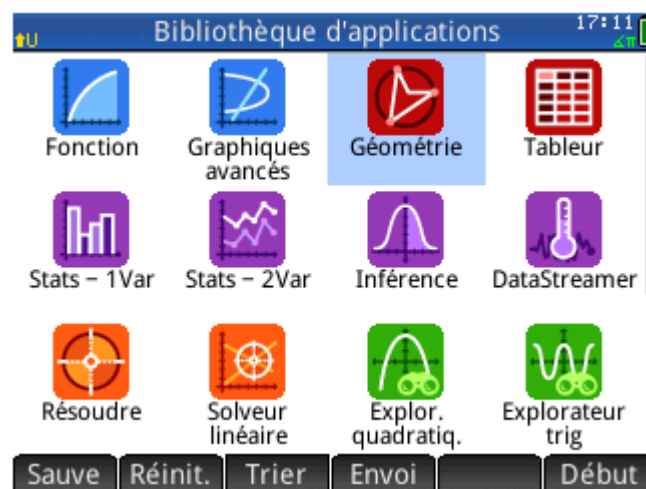 Bibliothèque d'applications 17:11
U ∡π
Fonction
Graphiques
avancés
Géométrie
Tableur
Stats – 1Var
Stats – 2Var
Inférence
DataStreamer
Résoudre
Solveur
linéaire
Explor.
quadratiq.
Explorateur
trig
Sauve Réinit. Trier Envoi Début